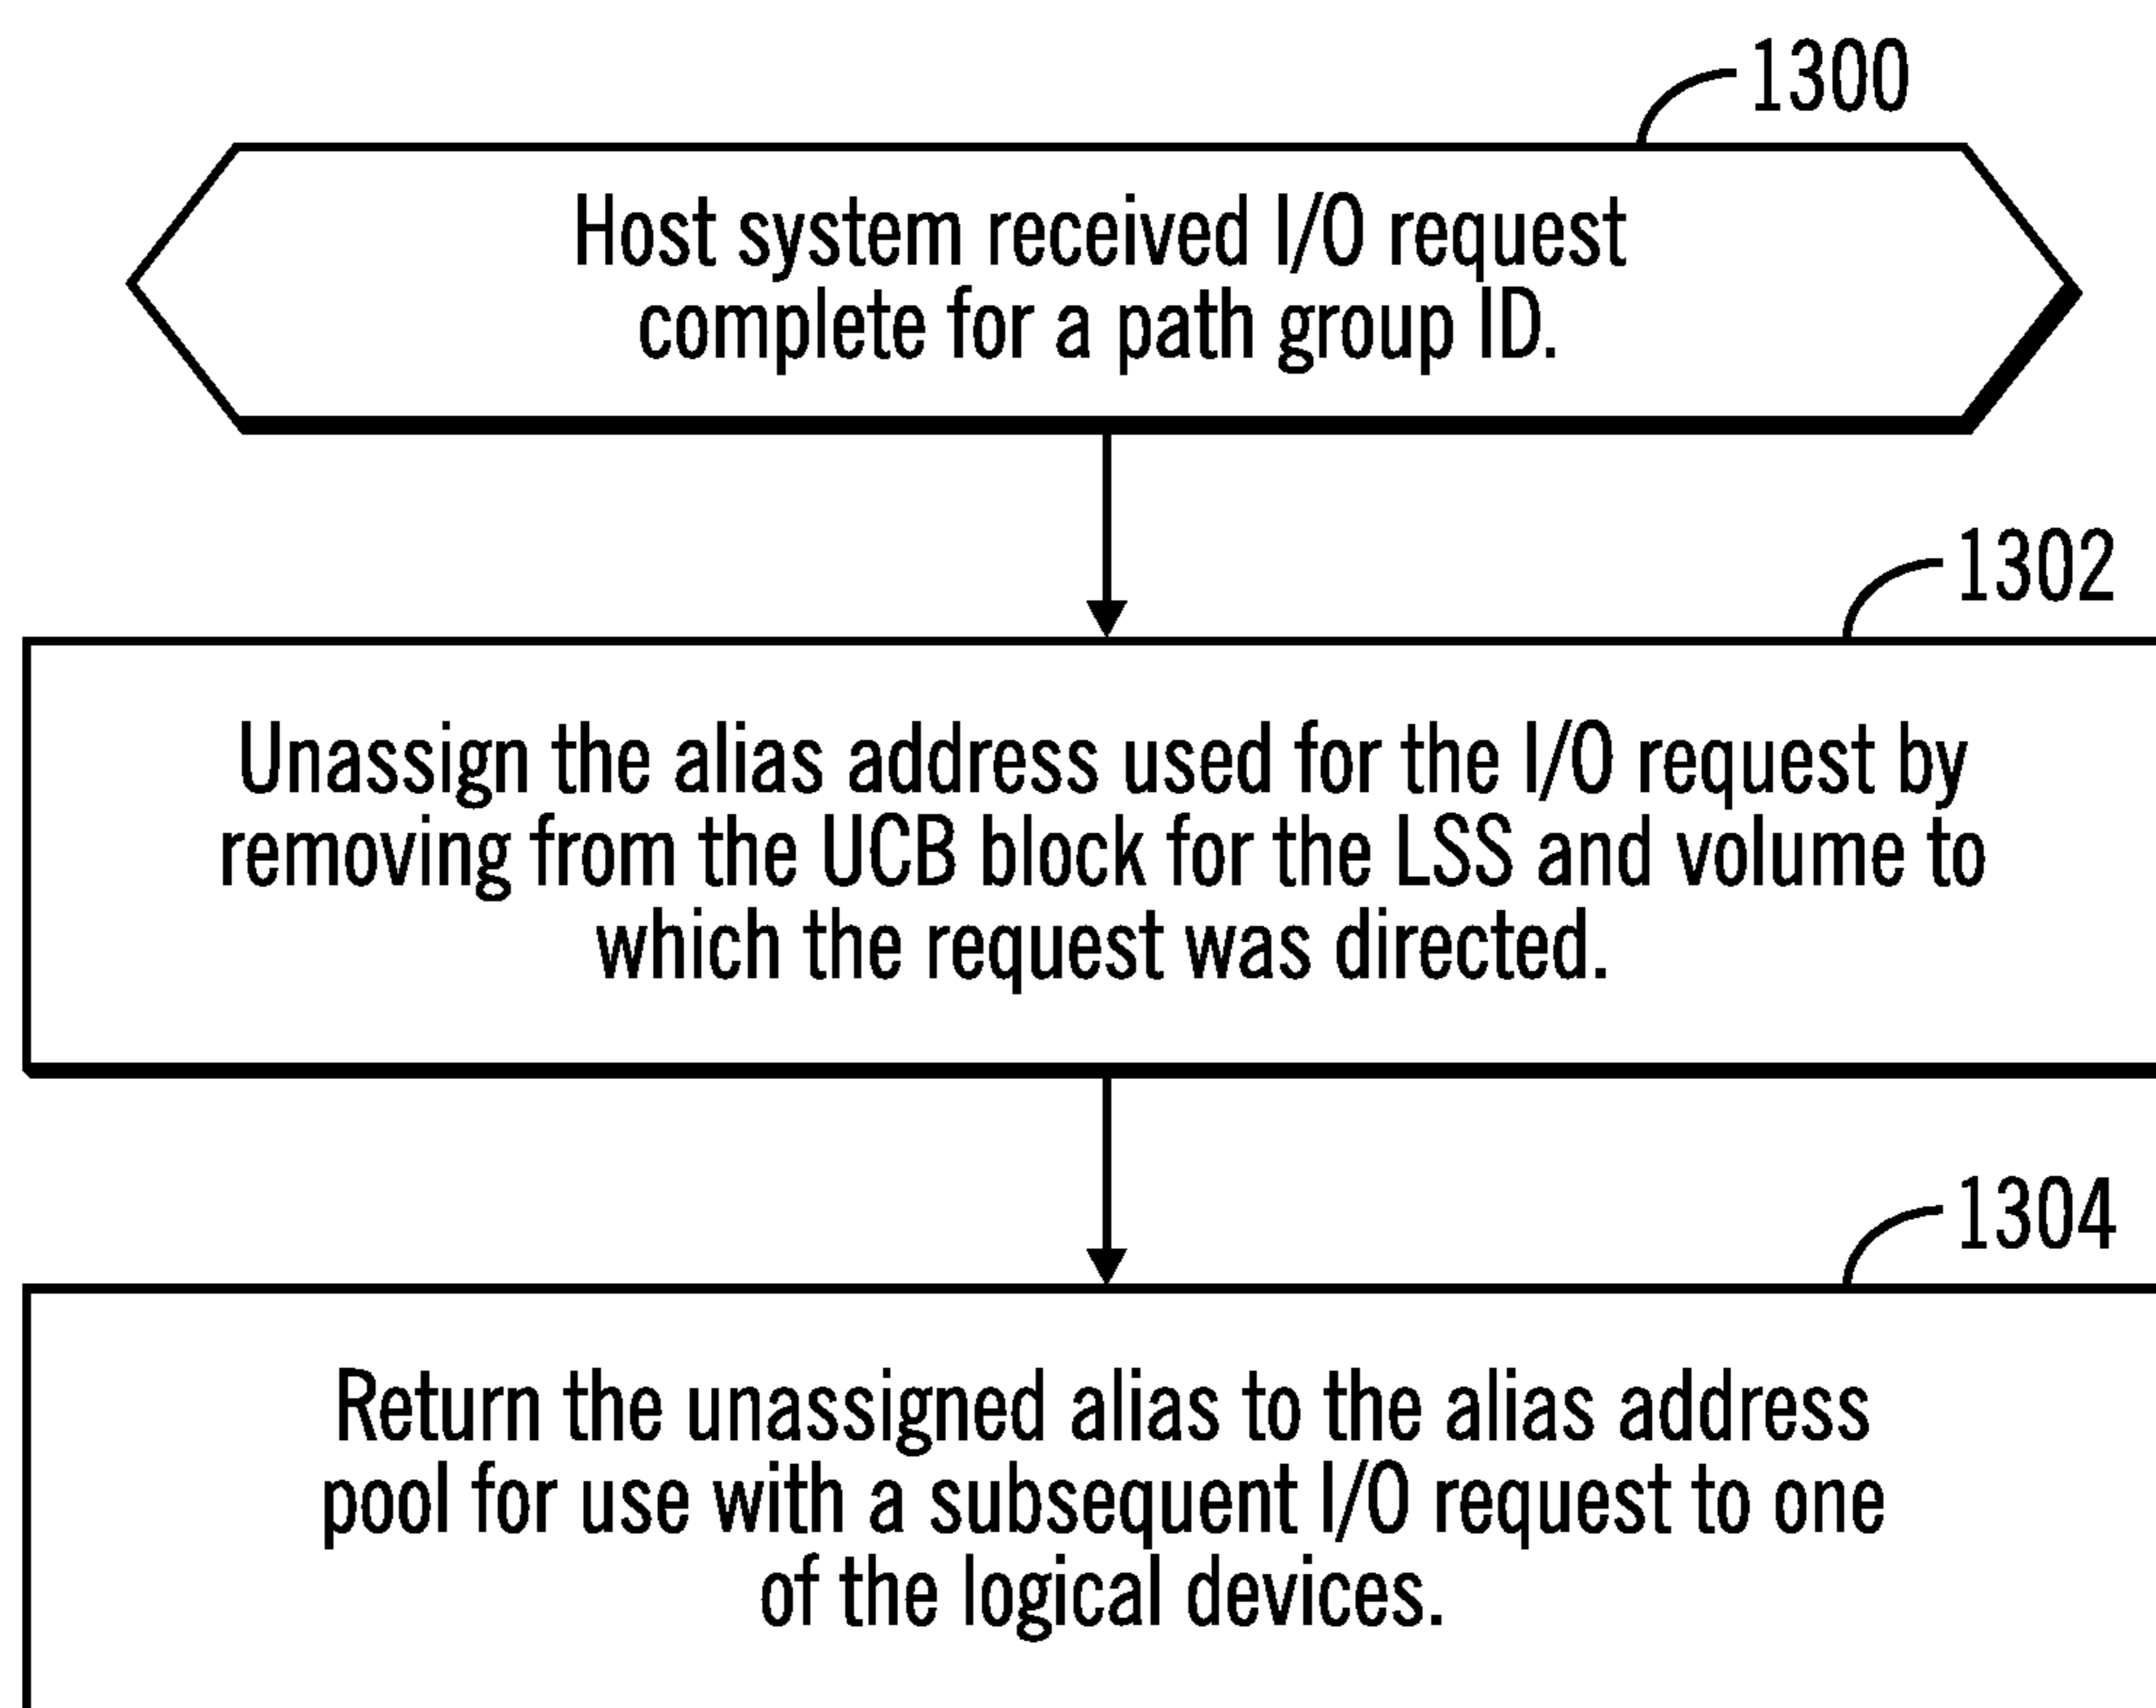 1300
Host system received I/O request
complete for a path group ID.
1302
Unassign the alias address used for the I/O request by
removing from the UCB block for the LSS and volume to
which the request was directed.
1304
Return the unassigned alias to the alias address
pool for use with a subsequent I/O request to one
of the logical devices.